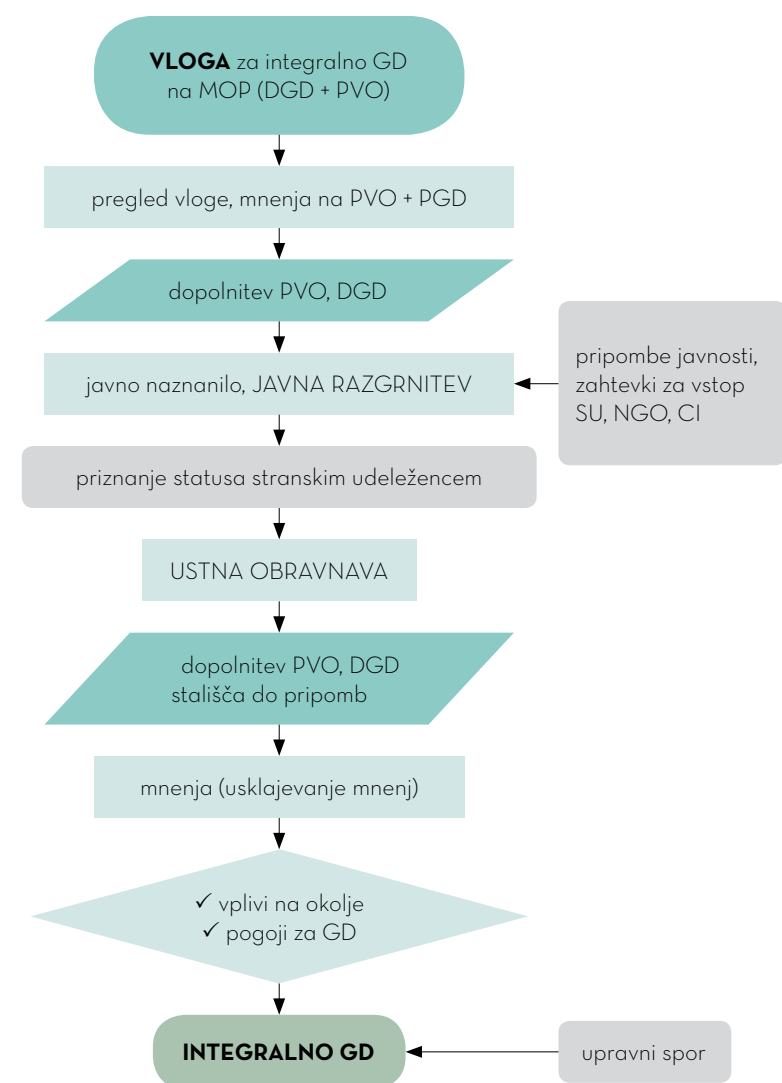 VLOGA za integralno GD
na MOP (DGD + PVO)
pregled vloge, mnenja na PVO + PGD
dopolnitev PVO, DGD
javno naznanilo, JAVNA RAZGRNITEV
pripombe javnosti,
zahtevki za vstop
SU, NGO, CI
priznanje statusa stranskim udeležencem
USTNA OBRAVNAVA
dopolnitev PVO, DGD
stališča do pripomb
mnenja (usklajevanje mnenj)
✓ vplivi na okolje
✓ pogoji za GD
INTEGRALNO GD
upravni spor